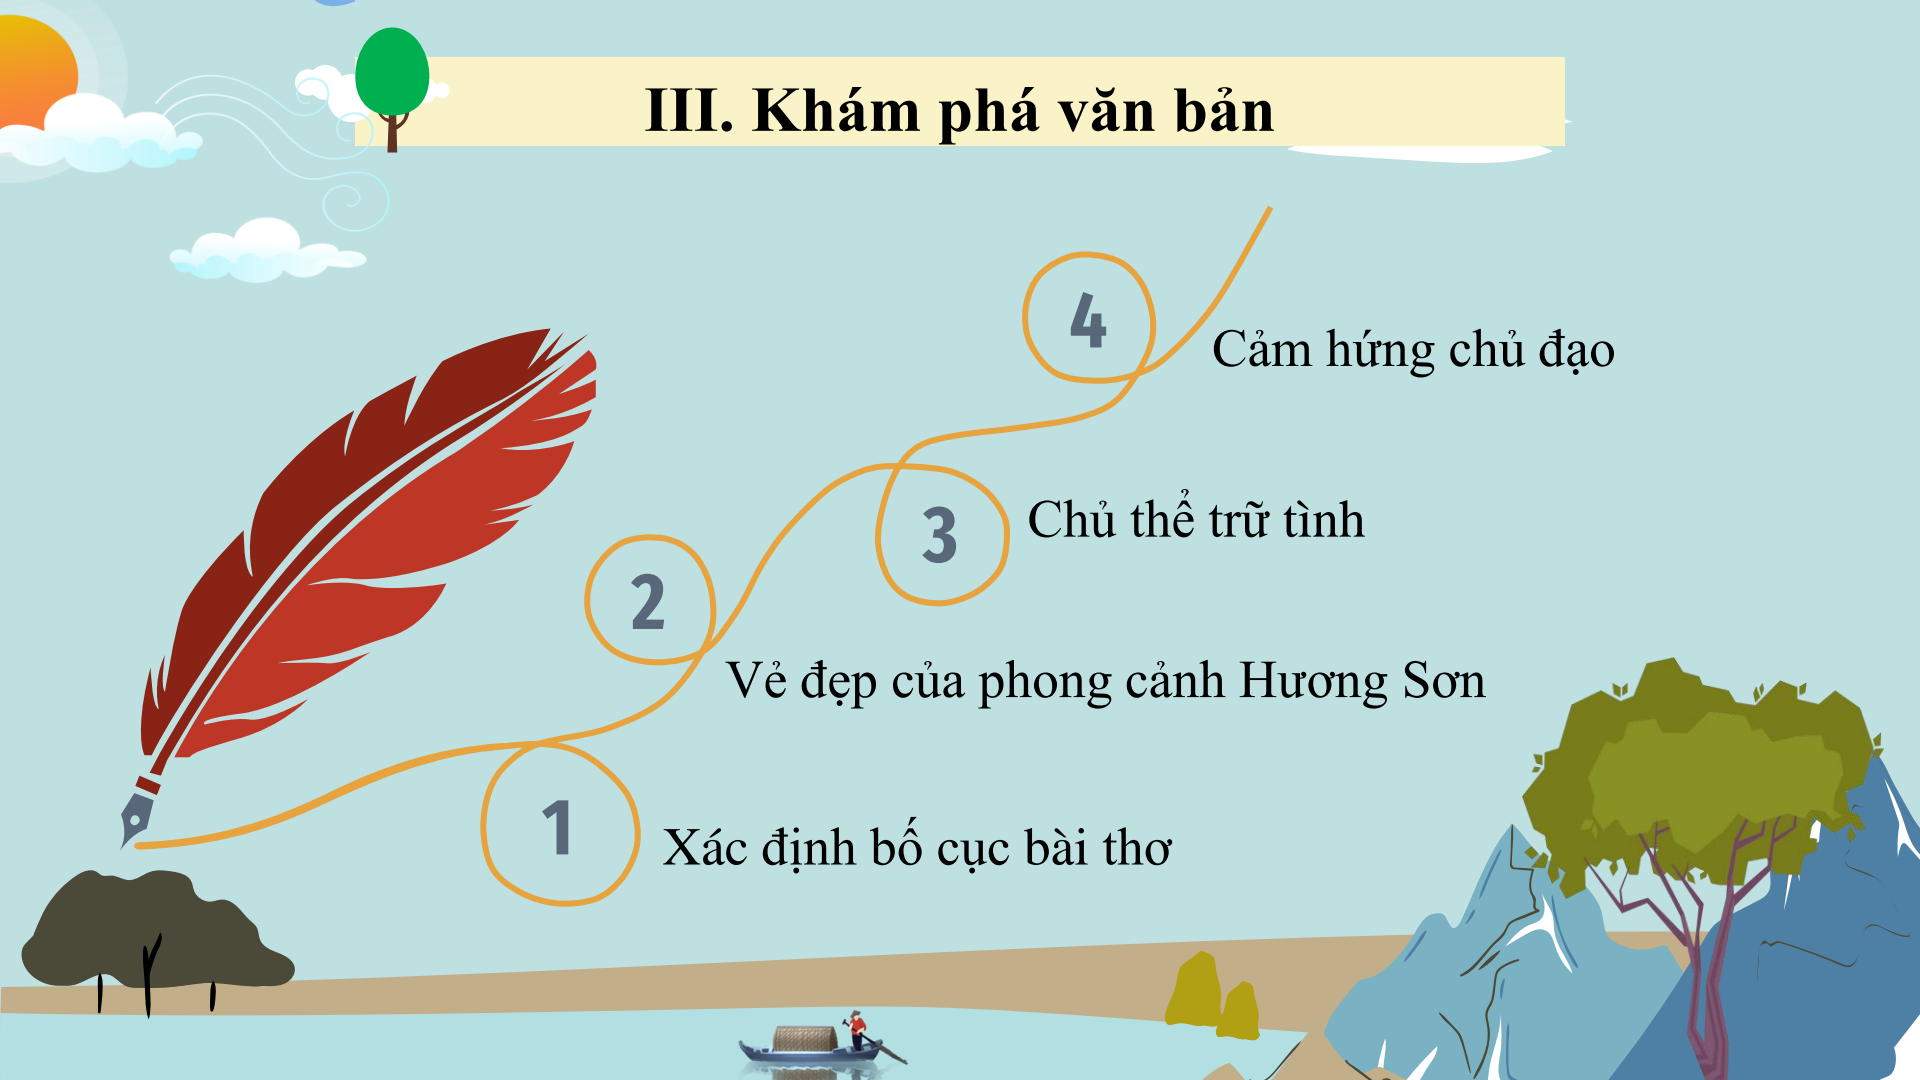 III. Khám phá văn bản
4
Cảm hứng chủ đạo
3
Chủ thể trữ tình
2
Vẻ đẹp của phong cảnh Hương Sơn
1
Xác định bố cục bài thơ